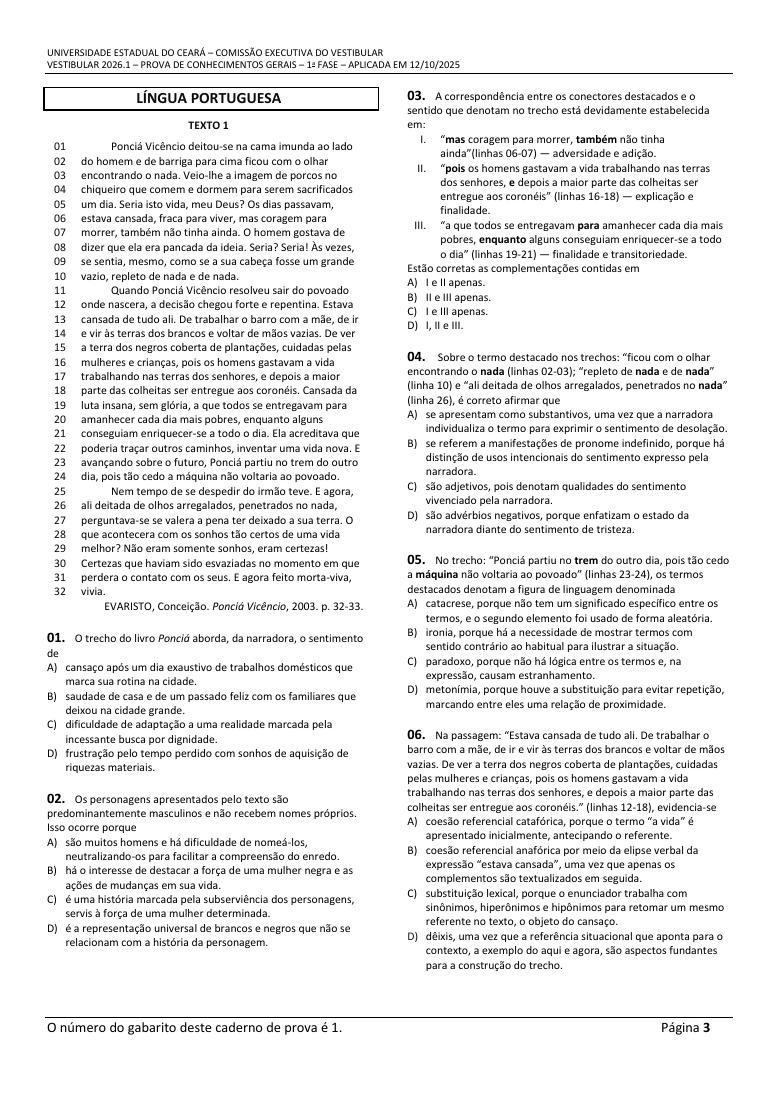 UNIVERSIDADE ESTADUAL DO CEARÁ – COMISSÃO EXECUTIVA DO VESTIBULAR
VESTIBULAR 2026.1 – PROVA DE CONHECIMENTOS GERAIS – 1ª FASE – APLICADA EM 12/10/2025
LÍNGUA PORTUGUESA
TEXTO 1
01 Ponciá Vicêncio deitou-se na cama imunda ao lado
02 do homem e de barriga para cima ficou com o olhar
03 encontrando o nada. Veio-lhe a imagem de porcos no
04 chiqueiro que comem e dormem para serem sacrificados
05 um dia. Seria isto vida, meu Deus? Os dias passavam,
06 estava cansada, fraca para viver, mas coragem para
07 morrer, também não tinha ainda. O homem gostava de
08 dizer que ela era pancada da ideia. Seria? Seria! Às vezes,
09 se sentia, mesmo, como se a sua cabeça fosse um grande
10 vazio, repleto de nada e de nada.
11 Quando Ponciá Vicêncio resolveu sair do povoado
12 onde nascera, a decisão chegou forte e repentina. Estava
13 cansada de tudo ali. De trabalhar o barro com a mãe, de ir
14 e vir às terras dos brancos e voltar de mãos vazias. De ver
15 a terra dos negros coberta de plantações, cuidadas pelas
16 mulheres e crianças, pois os homens gastavam a vida
17 trabalhando nas terras dos senhores, e depois a maior
18 parte das colheitas ser entregue aos coronéis. Cansada da
19 luta insana, sem glória, a que todos se entregavam para
20 amanhecer cada dia mais pobres, enquanto alguns
21 conseguiam enriquecer-se a todo o dia. Ela acreditava que
22 poderia traçar outros caminhos, inventar uma vida nova. E
23 avançando sobre o futuro, Ponciá partiu no trem do outro
24 dia, pois tão cedo a máquina não voltaria ao povoado.
25 Nem tempo de se despedir do irmão teve. E agora,
26 ali deitada de olhos arregalados, penetrados no nada,
27 perguntava-se se valera a pena ter deixado a sua terra. O
28 que acontecera com os sonhos tão certos de uma vida
29 melhor? Não eram somente sonhos, eram certezas!
30 Certezas que haviam sido esvaziadas no momento em que
31 perdera o contato com os seus. E agora feito morta-viva,
32 vivia.
EVARISTO, Conceição. Ponciá Vicêncio, 2003. p. 32-33.
01. O trecho do livro Ponciá aborda, da narradora, o sentimento
de
A) cansaço após um dia exaustivo de trabalhos domésticos que
marca sua rotina na cidade.
B) saudade de casa e de um passado feliz com os familiares que
deixou na cidade grande.
C) dificuldade de adaptação a uma realidade marcada pela
incessante busca por dignidade.
D) frustração pelo tempo perdido com sonhos de aquisição de
riquezas materiais.
02. Os personagens apresentados pelo texto são
predominantemente masculinos e não recebem nomes próprios.
Isso ocorre porque
A) são muitos homens e há dificuldade de nomeá-los,
neutralizando-os para facilitar a compreensão do enredo.
B) há o interesse de destacar a força de uma mulher negra e as
ações de mudanças em sua vida.
C) é uma história marcada pela subserviência dos personagens,
servis à força de uma mulher determinada.
D) é a representação universal de brancos e negros que não se
relacionam com a história da personagem.
03. A correspondência entre os conectores destacados e o
sentido que denotam no trecho está devidamente estabelecida
em:
I. “mas coragem para morrer, também não tinha
ainda”(linhas 06-07) — adversidade e adição.
II. “pois os homens gastavam a vida trabalhando nas terras
dos senhores, e depois a maior parte das colheitas ser
entregue aos coronéis” (linhas 16-18) — explicação e
finalidade.
III. “a que todos se entregavam para amanhecer cada dia mais
pobres, enquanto alguns conseguiam enriquecer-se a todo
o dia” (linhas 19-21) — finalidade e transitoriedade.
Estão corretas as complementações contidas em
A) I e II apenas.
B) II e III apenas.
C) I e III apenas.
D) I, II e III.
04. Sobre o termo destacado nos trechos: “ficou com o olhar
encontrando o nada (linhas 02-03); “repleto de nada e de nada”
(linha 10) e “ali deitada de olhos arregalados, penetrados no nada”
(linha 26), é correto afirmar que
A) se apresentam como substantivos, uma vez que a narradora
individualiza o termo para exprimir o sentimento de desolação.
B) se referem a manifestações de pronome indefinido, porque há
distinção de usos intencionais do sentimento expresso pela
narradora.
C) são adjetivos, pois denotam qualidades do sentimento
vivenciado pela narradora.
D) são advérbios negativos, porque enfatizam o estado da
narradora diante do sentimento de tristeza.
05. No trecho: “Ponciá partiu no trem do outro dia, pois tão cedo
a máquina não voltaria ao povoado” (linhas 23-24), os termos
destacados denotam a figura de linguagem denominada
A) catacrese, porque não tem um significado específico entre os
termos, e o segundo elemento foi usado de forma aleatória.
B) ironia, porque há a necessidade de mostrar termos com
sentido contrário ao habitual para ilustrar a situação.
C) paradoxo, porque não há lógica entre os termos e, na
expressão, causam estranhamento.
D) metonímia, porque houve a substituição para evitar repetição,
marcando entre eles uma relação de proximidade.
06. Na passagem: “Estava cansada de tudo ali. De trabalhar o
barro com a mãe, de ir e vir às terras dos brancos e voltar de mãos
vazias. De ver a terra dos negros coberta de plantações, cuidadas
pelas mulheres e crianças, pois os homens gastavam a vida
trabalhando nas terras dos senhores, e depois a maior parte das
colheitas ser entregue aos coronéis.” (linhas 12-18), evidencia-se
A) coesão referencial catafórica, porque o termo “a vida” é
apresentado inicialmente, antecipando o referente.
B) coesão referencial anafórica por meio da elipse verbal da
expressão “estava cansada”, uma vez que apenas os
complementos são textualizados em seguida.
C) substituição lexical, porque o enunciador trabalha com
sinônimos, hiperônimos e hipônimos para retomar um mesmo
referente no texto, o objeto do cansaço.
D) dêixis, uma vez que a referência situacional que aponta para o
contexto, a exemplo do aqui e agora, são aspectos fundantes
para a construção do trecho.
O número do gabarito deste caderno de prova é 1.
Página 3